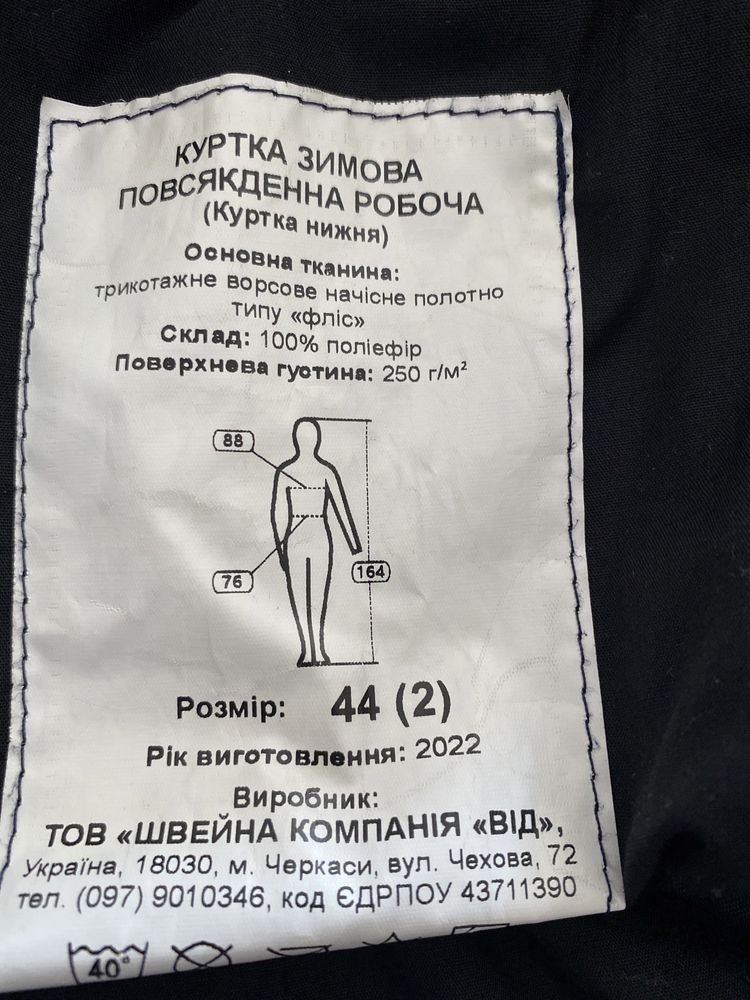 КУРТКА ЗИМОВА
ПОВСЯКДЕННА РОБОЧА
(Куртка нижня)
Основна тканина:
трикотажне ворсове начісне полотно
типу «фліс»
Склад: 100% поліефір
Поверхнева густина: 250 г/м²
88
76
164
Розмір: 44 (2)
Рік виготовлення: 2022
Виробник:
ТОВ «ШВЕЙНА КОМПАНІЯ «ВІД»,
Україна, 18030, м. Черкаси, вул. Чехова, 72
тел. (097) 9010346, код ЄДРПОУ 43711390
40°